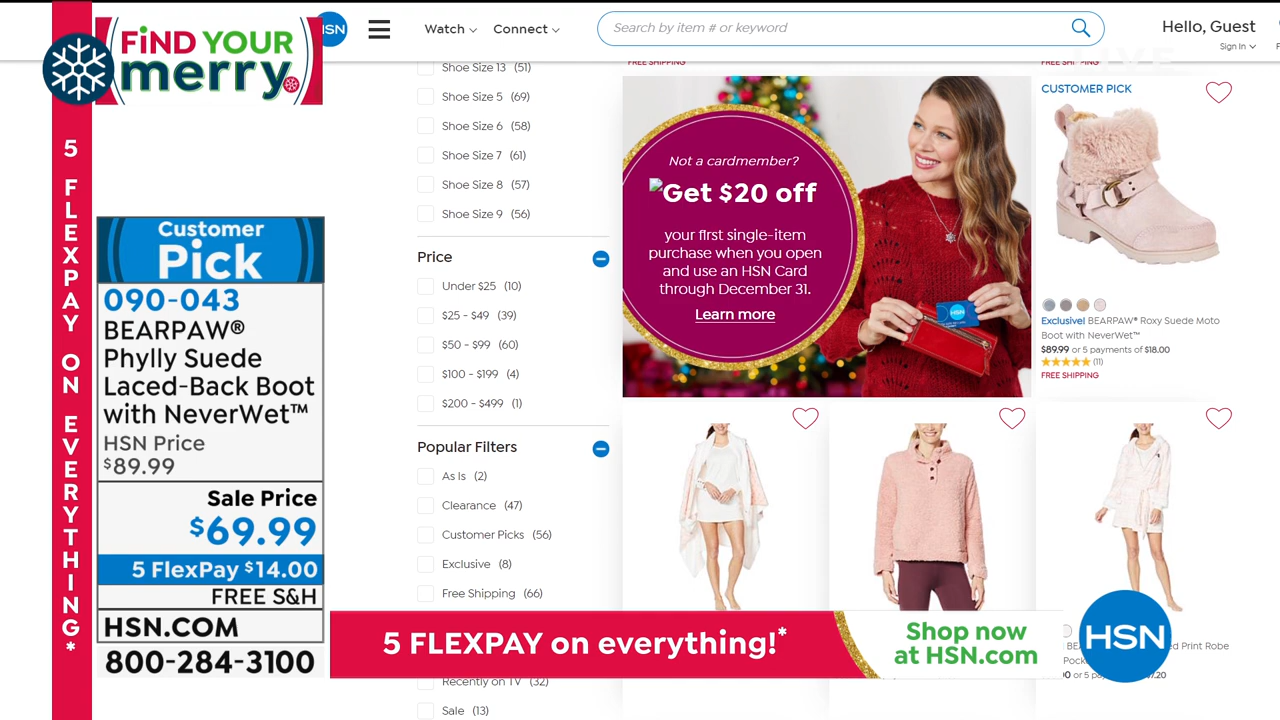 FiND YOUR
merry.
5 FLEXPAY ON EVERYTHING*
Customer
Pick
090-043
BEARPAW®
Phylly Suede
Laced-Back Boot
with NeverWet™
HSN Price
$89.99
Sale Price
$69.99
5 FlexPay $14.00
FREE S&H
HSN.COM
800-284-3100
HSN
Watch
Connect
Search by item # or keyword
Hello, Guest
Sign In
LIVE
Shoe Size 13 (51)
Shoe Size 5 (69)
Shoe Size 6 (58)
Shoe Size 7 (61)
Shoe Size 8 (57)
Shoe Size 9 (56)
Price
Under $25 (10)
$25 - $49 (39)
$50 - $99 (60)
$100 - $199 (4)
$200 - $499 (1)
Popular Filters
As Is (2)
Clearance (47)
Customer Picks (56)
Exclusive (8)
Free Shipping (66)
Recently on TV (32)
Sale (13)
FREE SHIPPING
FREE SHIPPING
Not a cardmember?
Get $20 off
your first single-item
purchase when you open
and use an HSN Card
through December 31.
Learn more
HSN
CUSTOMER PICK
Exclusive! BEARPAW® Roxy Suede Moto
Boot with NeverWet™
$89.99 or 5 payments of $18.00
(11)
FREE SHIPPING
5 FLEXPAY on everything!*
Shop now
at HSN.com
HSN
Print Robe